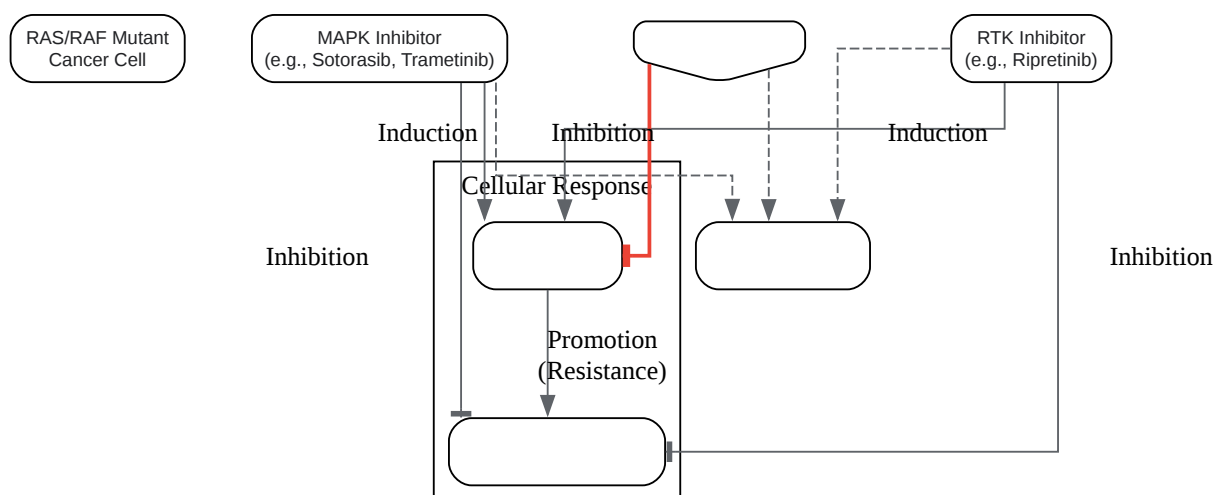 RAS/RAF Mutant
Cancer Cell
MAPK Inhibitor
(e.g., Sotorasib, Trametinib)
RTK Inhibitor
(e.g., Ripretinib)
Induction
Inhibition
Induction
Cellular Response
Inhibition
Inhibition
Promotion
(Resistance)